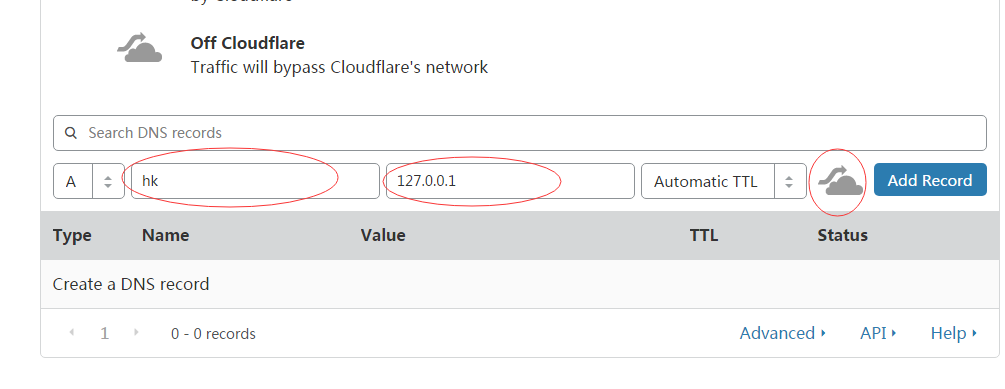 by Cloudflare
Off Cloudflare
Traffic will bypass Cloudflare's network
Search DNS records
A hk 127.0.0.1 Automatic TTL Add Record
Type Name Value TTL Status
Create a DNS record
1 0 - 0 records Advanced API Help